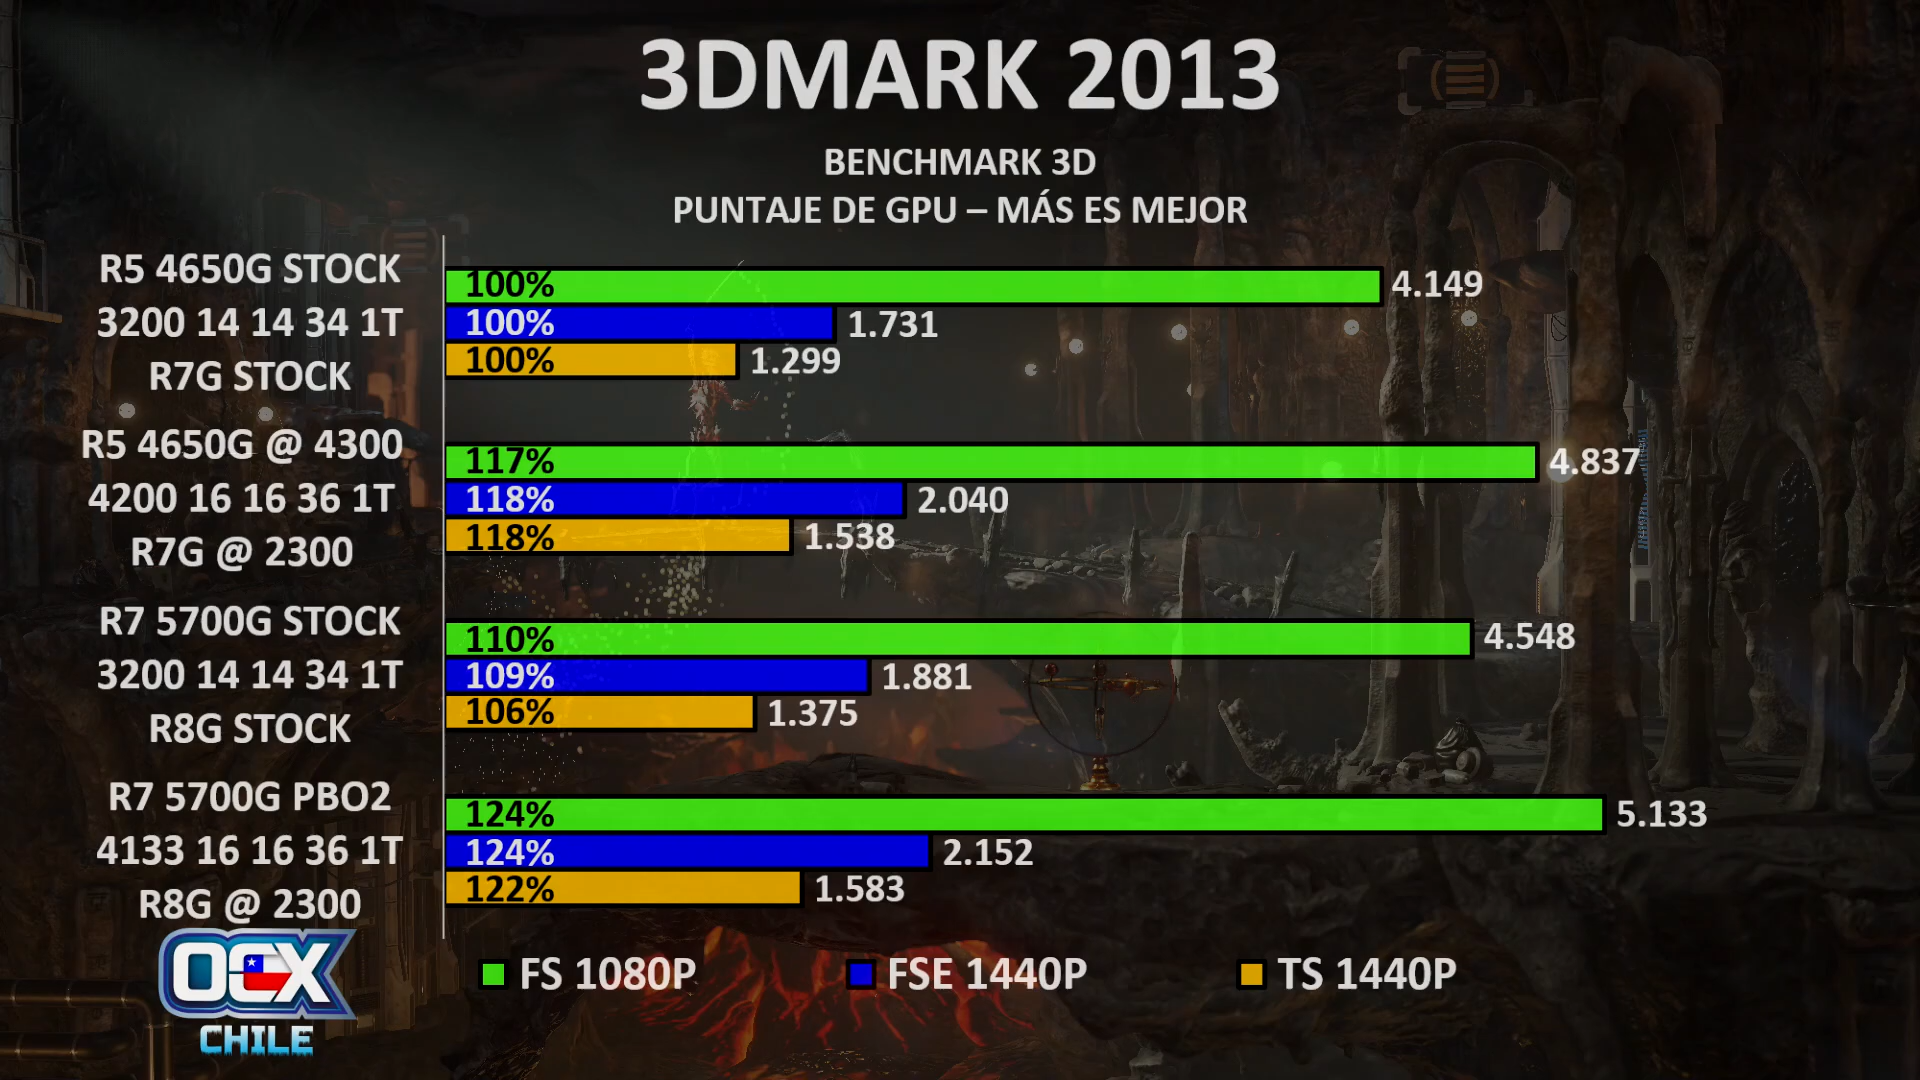 3DMARK 2013
BENCHMARK 3D
PUNTAJE DE GPU – MÁS ES MEJOR
R5 4650G STOCK
3200 14 14 34 1T
R7G STOCK
100% 4.149
100% 1.731
100% 1.299
R5 4650G @ 4300
4200 16 16 36 1T
R7G @ 2300
117% 4.837
118% 2.040
118% 1.538
R7 5700G STOCK
3200 14 14 34 1T
R8G STOCK
110% 4.548
109% 1.881
106% 1.375
R7 5700G PBO2
4133 16 16 36 1T
R8G @ 2300
124% 5.133
124% 2.152
122% 1.583
FS 1080P FSE 1440P TS 1440P
OCX
CHILE